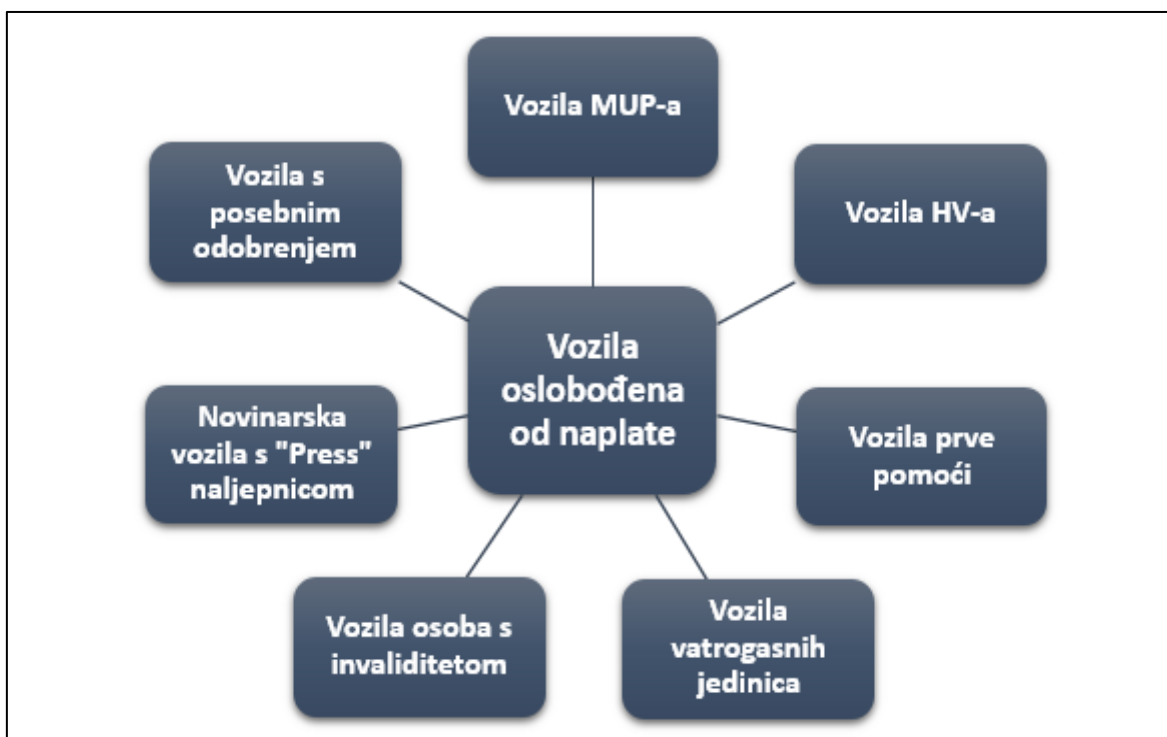 Vozila MUP-a
Vozila s
posebnim
odobrenjem
Vozila HV-a
Vozila
oslobođena
od naplate
Novinarska
vozila s "Press"
naljepnicom
Vozila prve
pomoći
Vozila osoba s
invaliditetom
Vozila
vatrogasnih
jedinica